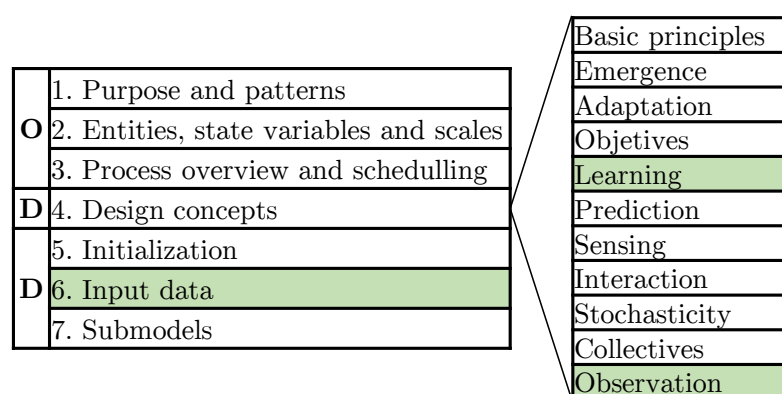 O
1. Purpose and patterns
2. Entities, state variables and scales
3. Process overview and schedulling
D
4. Design concepts
D
5. Initialization
6. Input data
7. Submodels
Basic principles
Emergence
Adaptation
Objetives
Learning
Prediction
Sensing
Interaction
Stochasticity
Collectives
Observation